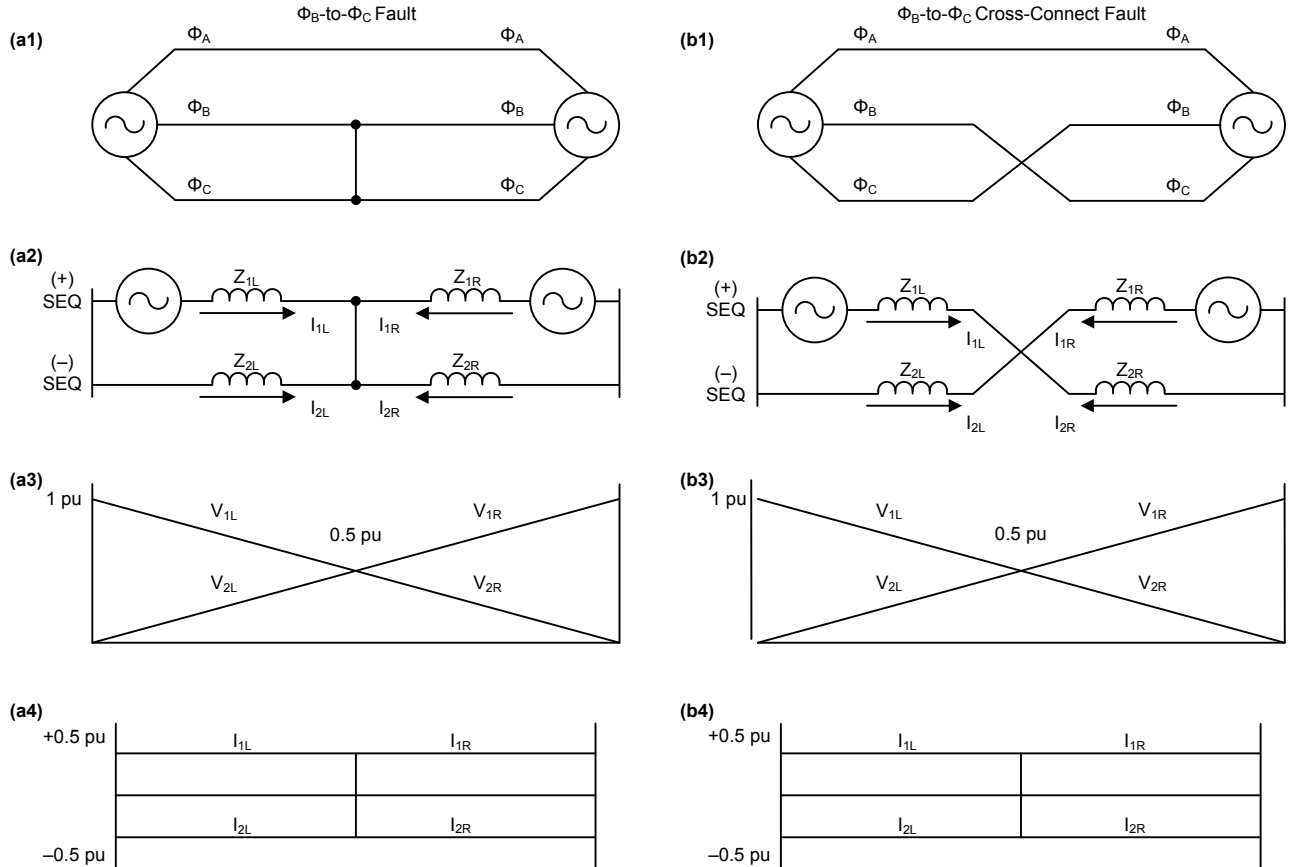 ΦB-to-ΦC Fault
(a1)
ΦA
ΦA
ΦB
ΦB
ΦC
ΦC
(a2)
(+)
SEQ
Z1L
Z1R
I1L
I1R
(–)
SEQ
Z2L
Z2R
I2L
I2R
(a3)
1 pu
V1L
V1R
0.5 pu
V2L
V2R
(a4)
+0.5 pu
I1L
I1R
I2L
I2R
–0.5 pu
ΦB-to-ΦC Cross-Connect Fault
(b1)
ΦA
ΦA
ΦB
ΦB
ΦC
ΦC
(b2)
(+)
SEQ
Z1L
Z1R
I1L
I1R
(–)
SEQ
Z2L
Z2R
I2L
I2R
(b3)
1 pu
V1L
V1R
0.5 pu
V2L
V2R
(b4)
+0.5 pu
I1L
I1R
I2L
I2R
–0.5 pu